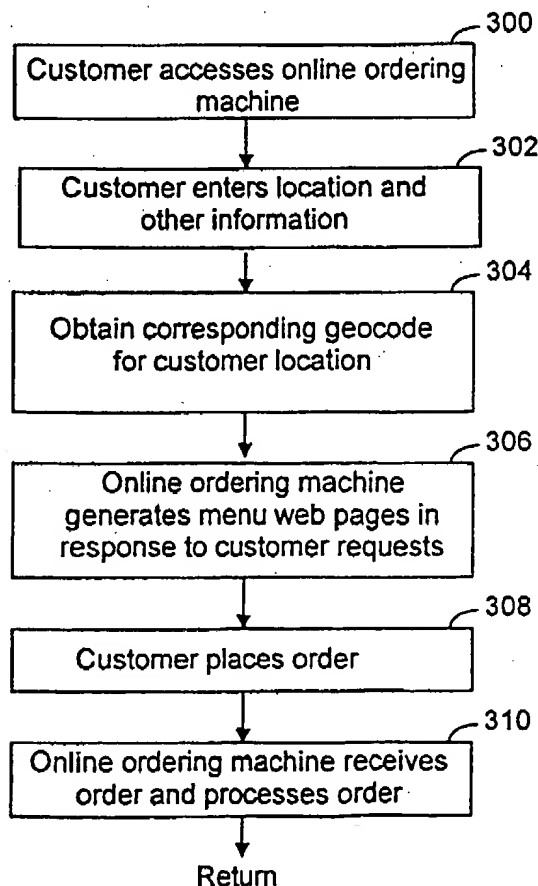 300
Customer accesses online ordering
machine
302
Customer enters location and
other information
304
Obtain corresponding geocode
for customer location
306
Online ordering machine
generates menu web pages in
response to customer requests
308
Customer places order
310
Online ordering machine receives
order and processes order
Return